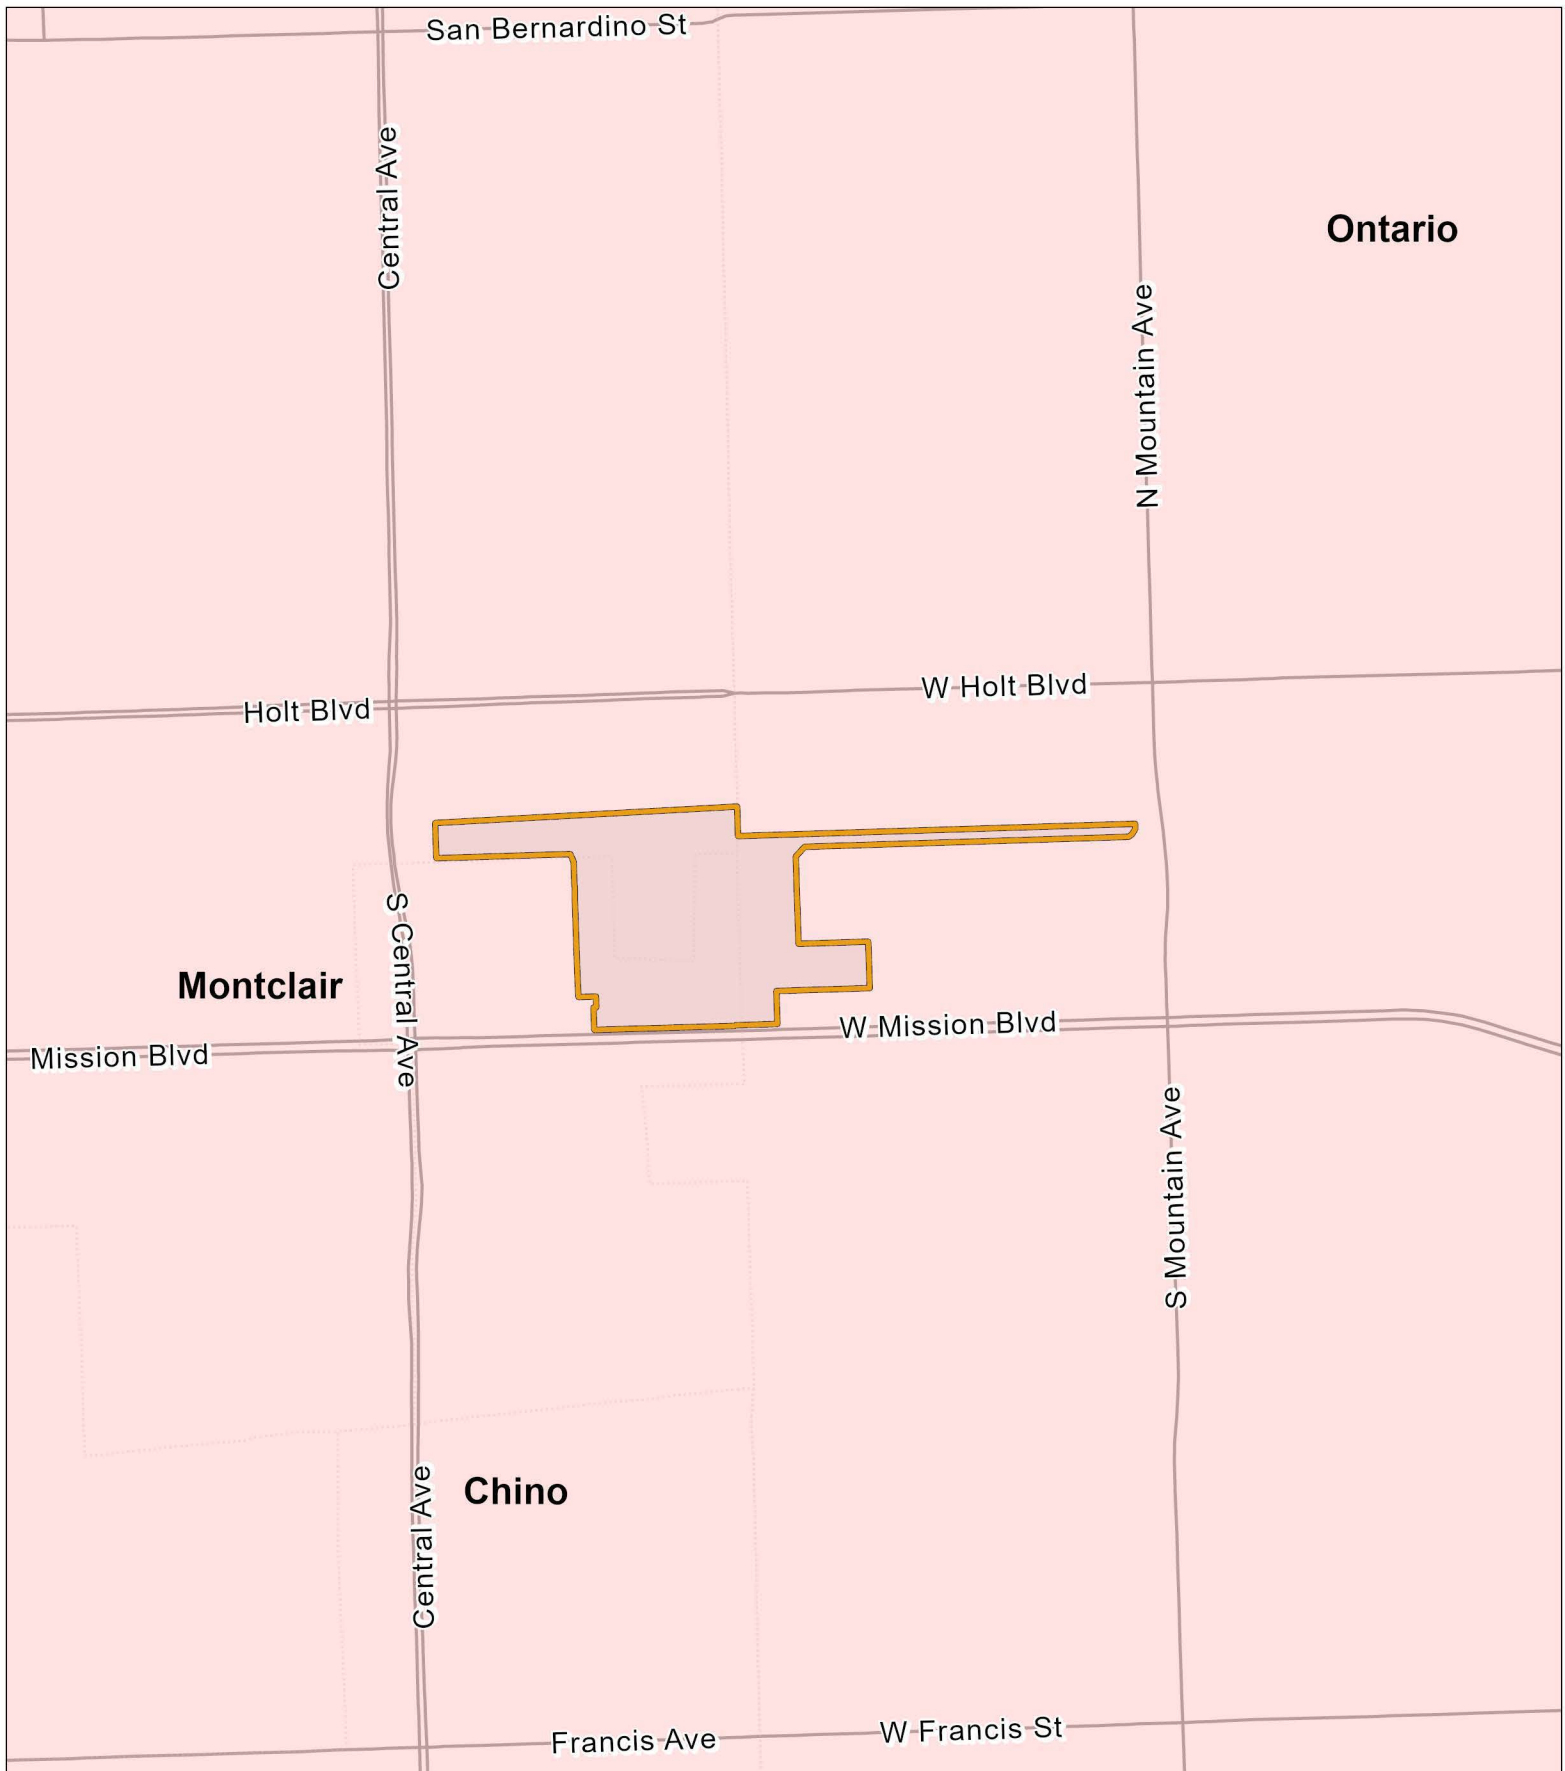 San Bernardino St
Central Ave
Ontario
N Mountain Ave
W Holt Blvd
Holt Blvd
S Central Ave
Montclair
W Mission Blvd
Mission Blvd
S Mountain Ave
Chino
Central Ave
W Francis St
Francis Ave